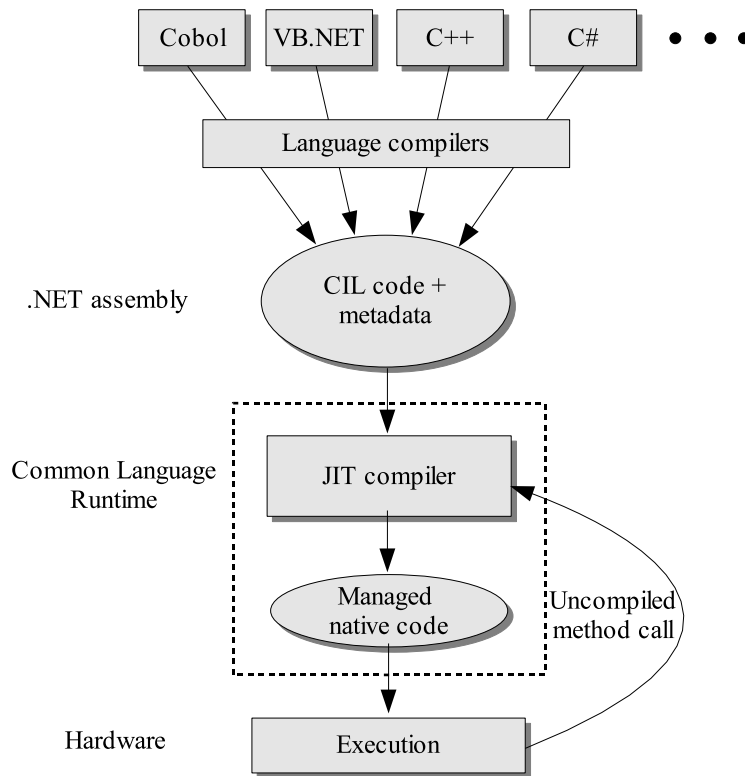 Cobol
VB.NET
C++
C#
Language compilers
.NET assembly
CIL code +
metadata
Common Language
Runtime
JIT compiler
Managed
native code
Uncompiled
method call
Hardware
Execution